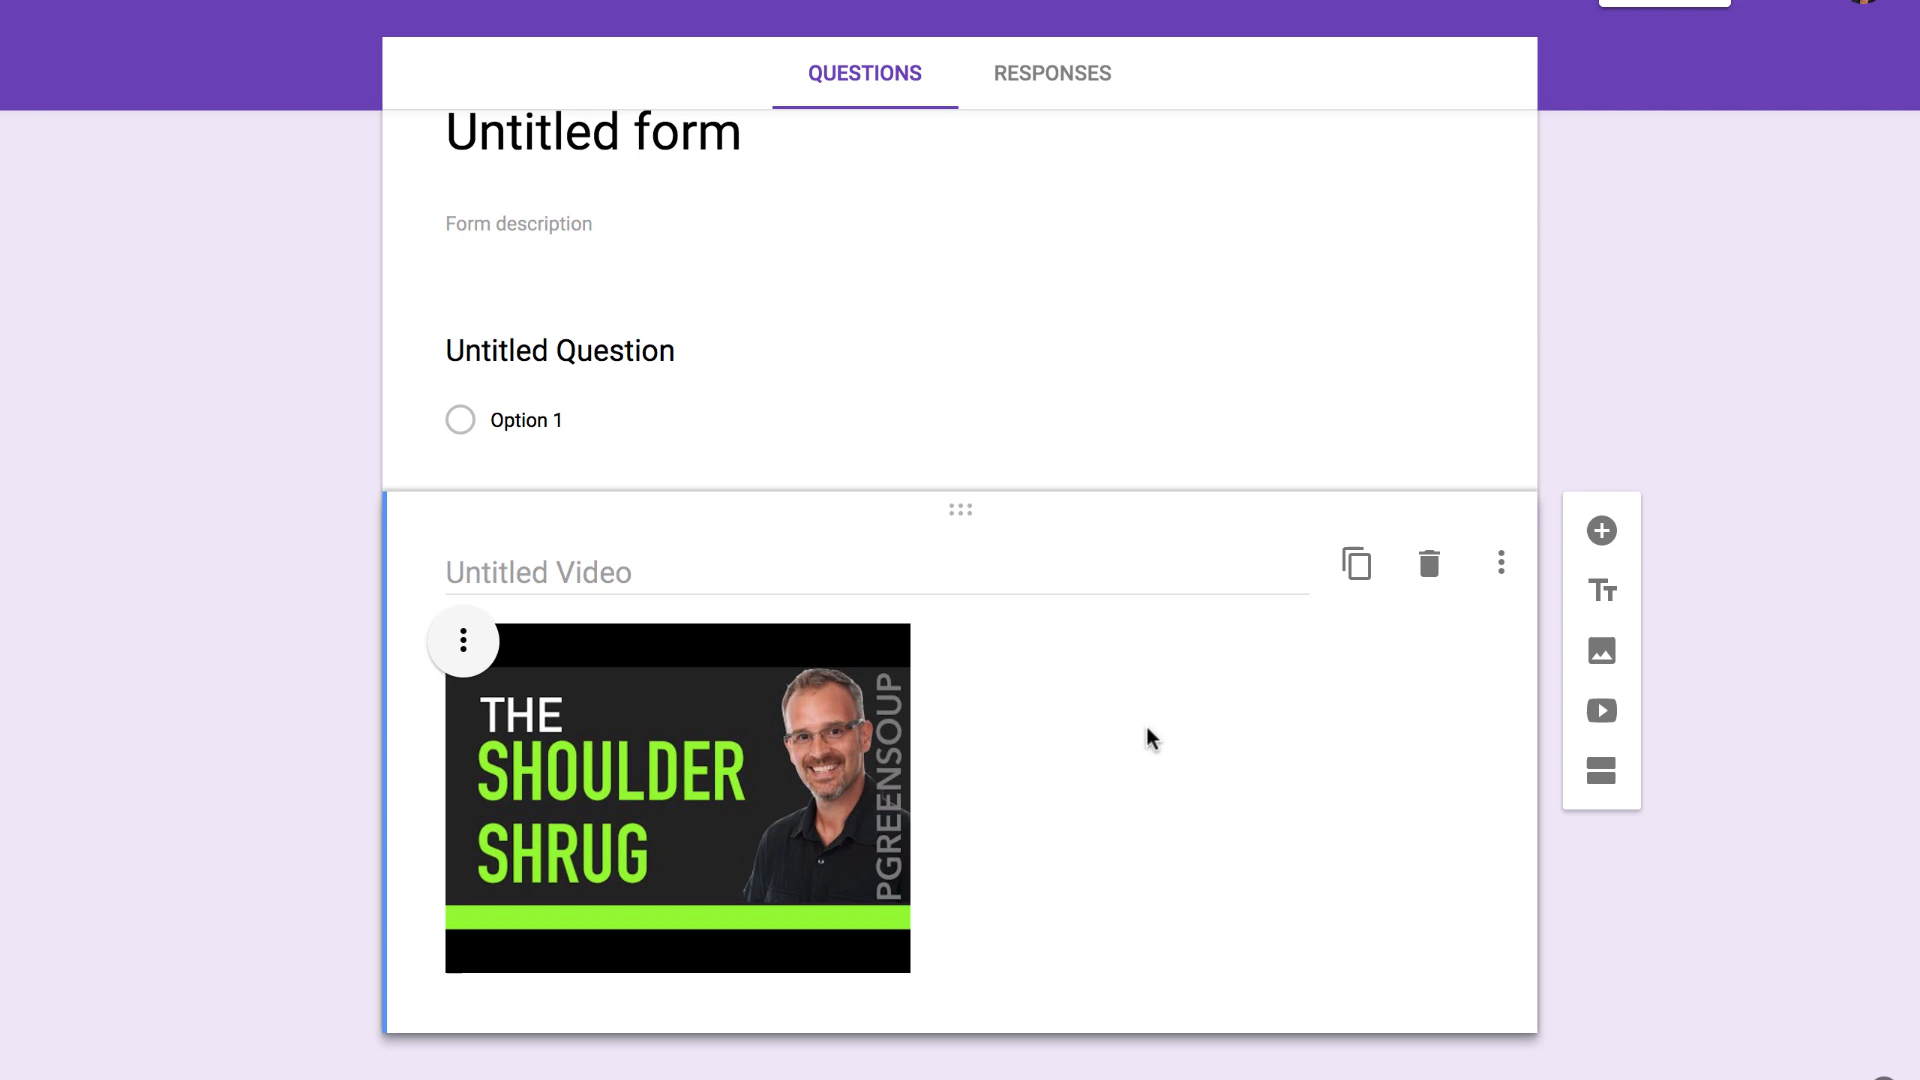 QUESTIONS RESPONSES
Untitled form
Form description
Untitled Question
Option 1
Untitled Video
THE
SHOULDER
SHRUG
PGREENSOUP